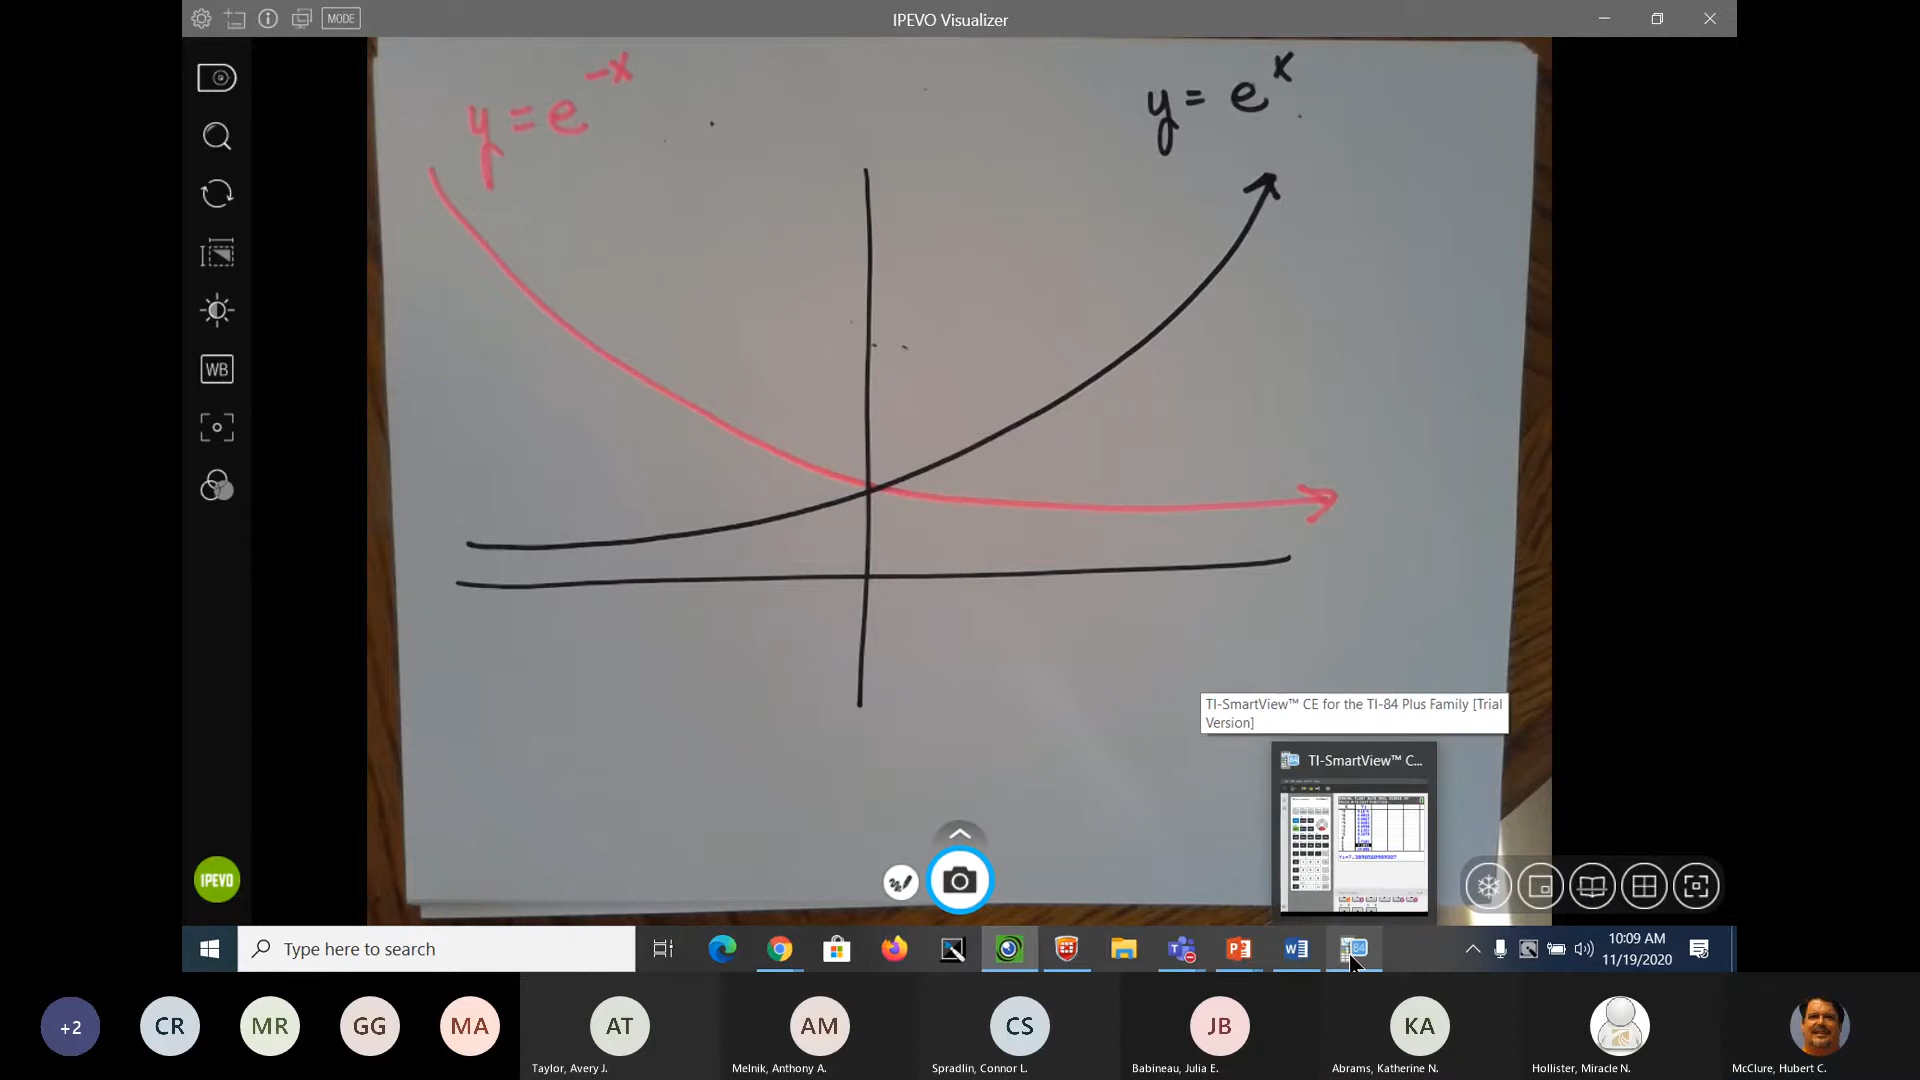 MODE
IPEVO Visualizer
y = e^-x
y = e^x
WB
TI-SmartView™ CE for the TI-84 Plus Family [Trial
Version]
TI-SmartView™ C...
IPEVO
Type here to search
10:09 AM
11/19/2020
+2
CR
MR
GG
MA
AT
AM
CS
JB
KA
Taylor, Avery J.
Melnik, Anthony A.
Spradlin, Connor L.
Babineau, Julia E.
Abrams, Katherine N.
Hollister, Miracle N.
McClure, Hubert C.